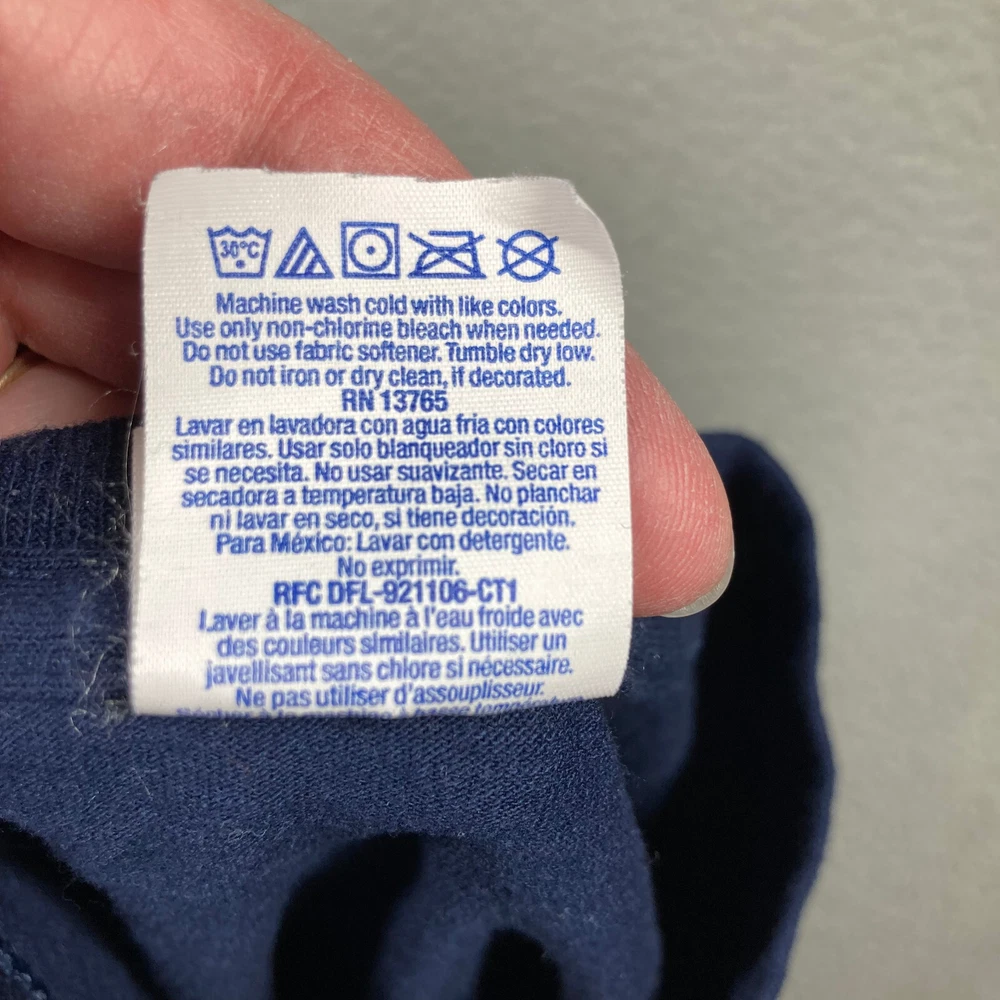 30°C
Machine wash cold with like colors.
Use only non-chlorine bleach when needed.
Do not use fabric softener. Tumble dry low.
Do not iron or dry clean, if decorated.
RN 13765
Lavar en lavadora con agua fria con colores
similares. Usar solo blanqueador sin cloro si
se necesita. No usar suavizante. Secar en
secadora a temperatura baja. No planchar
ni lavar en seco, si tiene decoración.
Para México: Lavar con detergente.
No exprimir.
RFC DFL-921106-CT1
Laver à la machine à l'eau froide avec
des couleurs similaires. Utiliser un
javellisant sans chlore si nécessaire.
Ne pas utiliser d'assouplisseur.